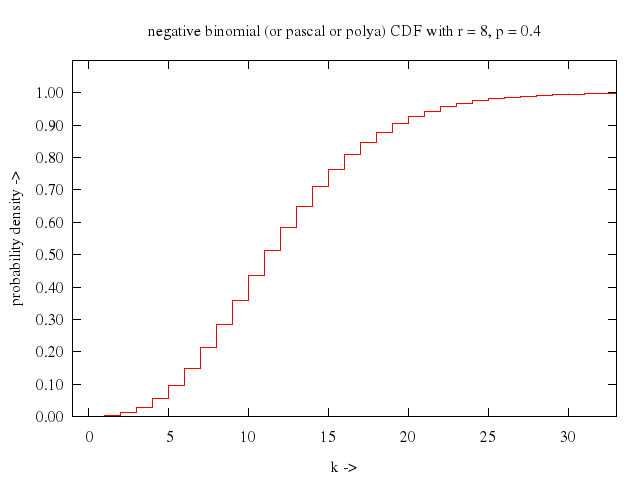 negative binomial (or pascal or polya) CDF with r = 8, p = 0.4
1.00
0.90
0.80
0.70
0.60
0.50
0.40
0.30
0.20
0.10
0.00
probability density ->
0 5 10 15 20 25 30
k ->